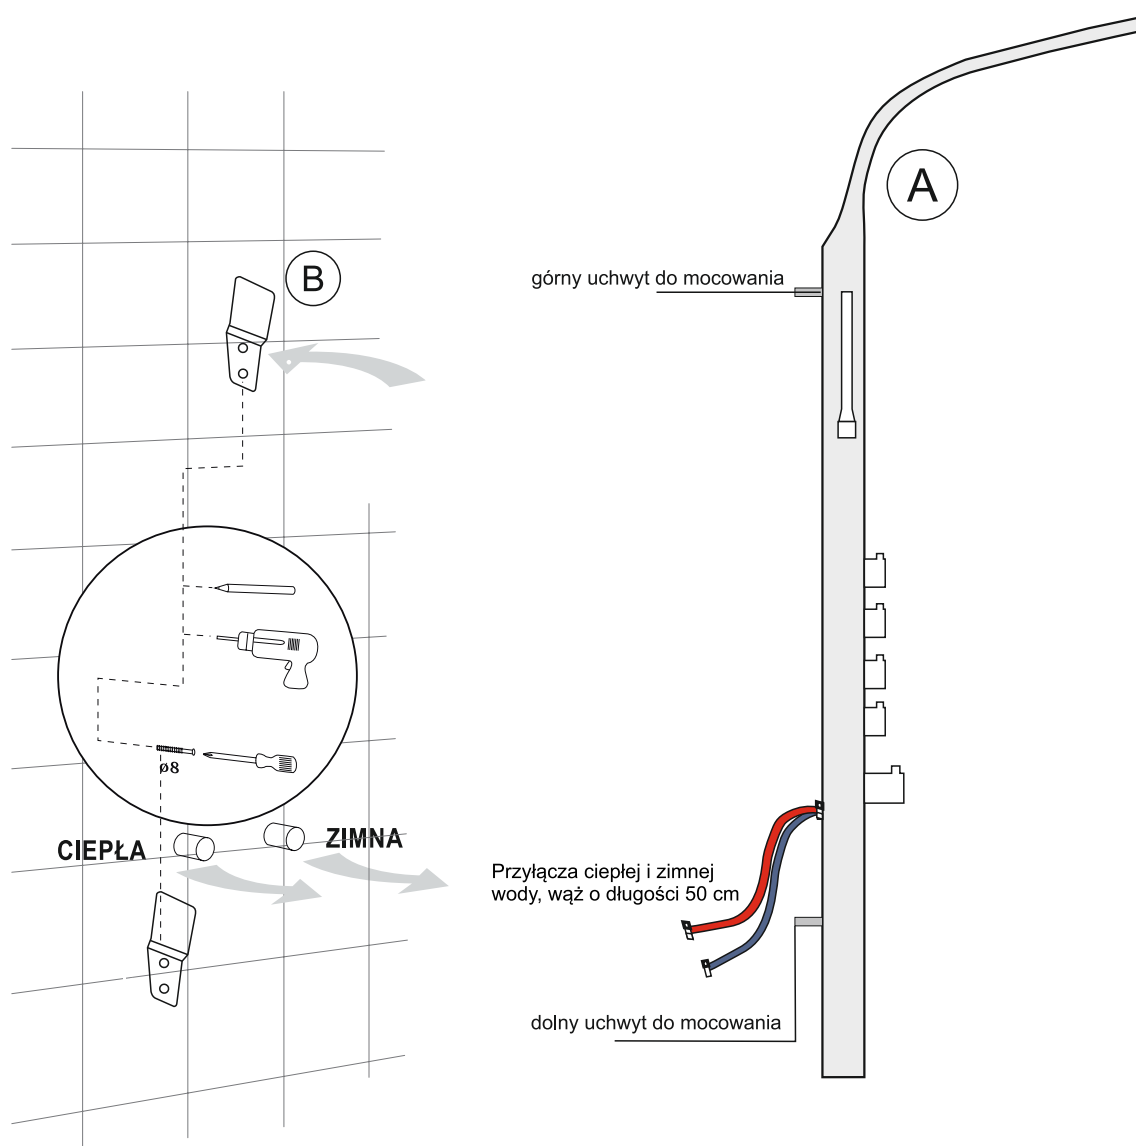 A
B
górny uchwyt do mocowania
ø8
CIEPŁA
ZIMNA
Przyłącza ciepłej i zimnej
wody, wąż o długości 50 cm
dolny uchwyt do mocowania